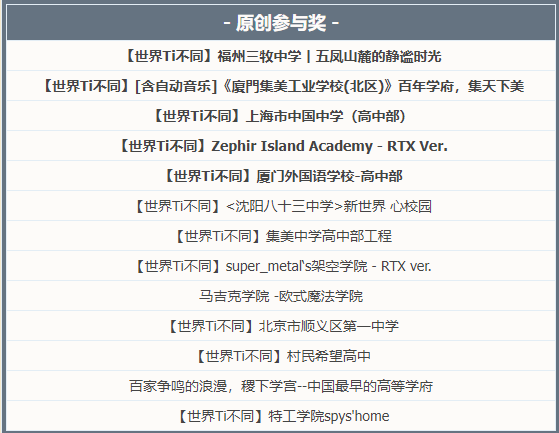 - 原创参与奖 -
【世界Ti不同】福州三牧中学 | 五凤山麓的静谧时光
【世界Ti不同】[含自动音乐]《廈門集美工业学校(北区)》百年学府，集天下美
【世界Ti不同】上海市中国中学（高中部）
【世界Ti不同】Zephir Island Academy - RTX Ver.
【世界Ti不同】厦门外国语学校-高中部
【世界Ti不同】<沈阳八十三中学>新世界 心校园
【世界Ti不同】集美中学高中部工程
【世界Ti不同】super_metal's架空学院 - RTX ver.
马吉克学院 -欧式魔法学院
【世界Ti不同】北京市顺义区第一中学
【世界Ti不同】村民希望高中
百家争鸣的浪漫，稷下学宫--中国最早的高等学府
【世界Ti不同】特工学院spys'home